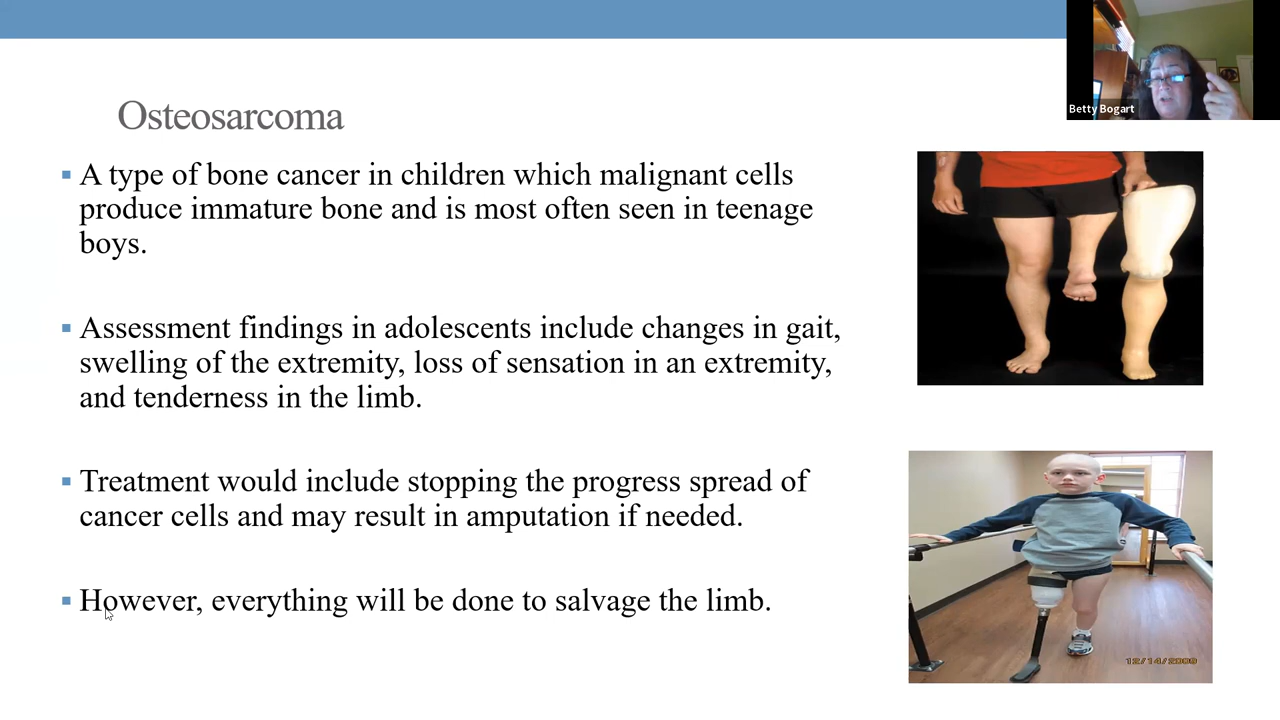 Betty Bogart
Osteosarcoma
▪ A type of bone cancer in children which malignant cells
produce immature bone and is most often seen in teenage
boys.
▪ Assessment findings in adolescents include changes in gait,
swelling of the extremity, loss of sensation in an extremity,
and tenderness in the limb.
▪ Treatment would include stopping the progress spread of
cancer cells and may result in amputation if needed.
▪ However, everything will be done to salvage the limb.
12/14/2009